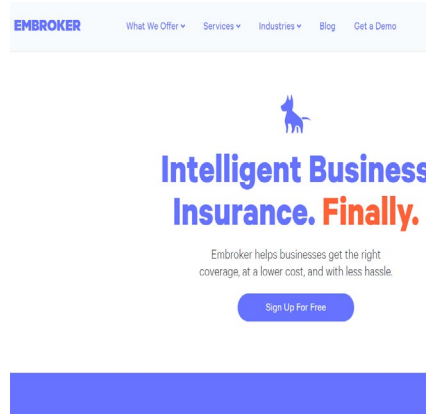 EMBROKER What We Offer Services Industries Blog Get a Demo
Intelligent Business
Insurance. Finally.
Embroker helps businesses get the right
coverage, at a lower cost, and with less hassle.
Sign Up For Free